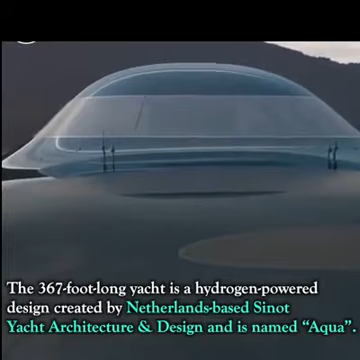 The 367-foot-long yacht is a hydrogen-powered
design created by Netherlands-based Sinot
Yacht Architecture & Design and is named “Aqua”.